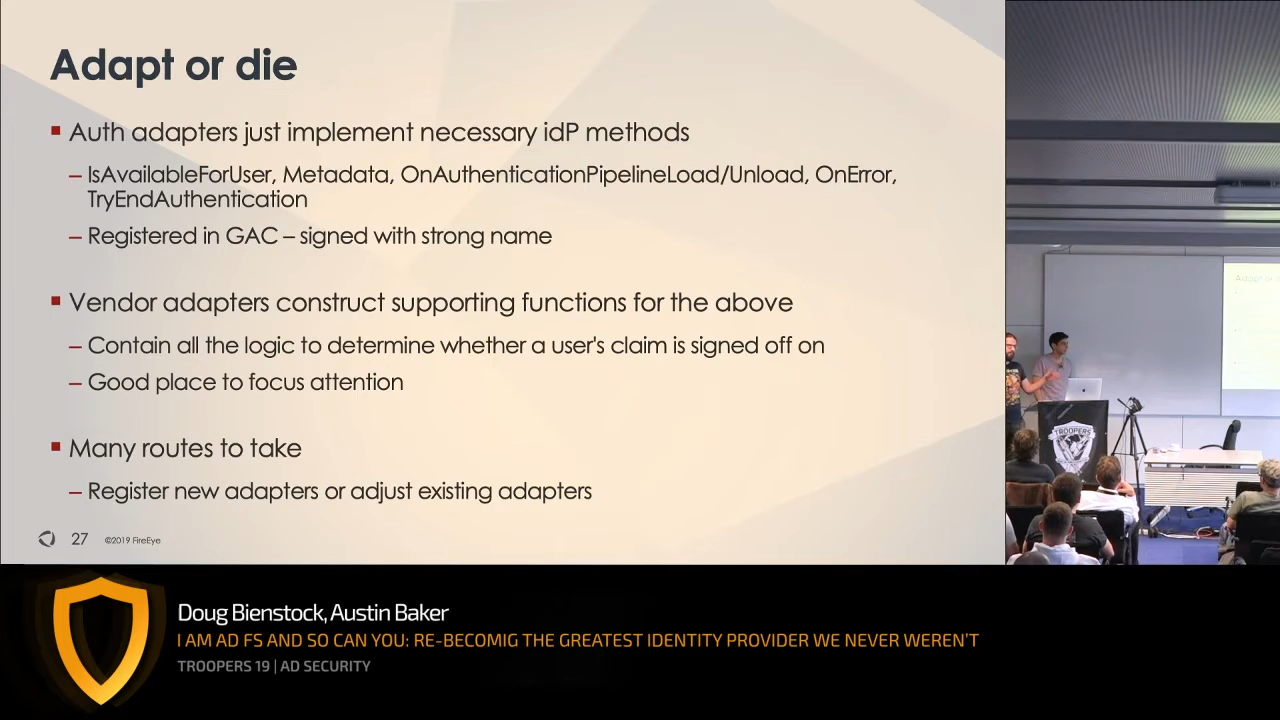 Adapt or die
▪ Auth adapters just implement necessary idP methods
– IsAvailableForUser, Metadata, OnAuthenticationPipelineLoad/Unload, OnError,
TryEndAuthentication
– Registered in GAC – signed with strong name
▪ Vendor adapters construct supporting functions for the above
– Contain all the logic to determine whether a user's claim is signed off on
– Good place to focus attention
▪ Many routes to take
– Register new adapters or adjust existing adapters
27 ©2019 FireEye
TROOPERS
Doug Bienstock, Austin Baker
I AM AD FS AND SO CAN YOU: RE-BECOMIG THE GREATEST IDENTITY PROVIDER WE NEVER WEREN'T
TROOPERS 19 | AD SECURITY